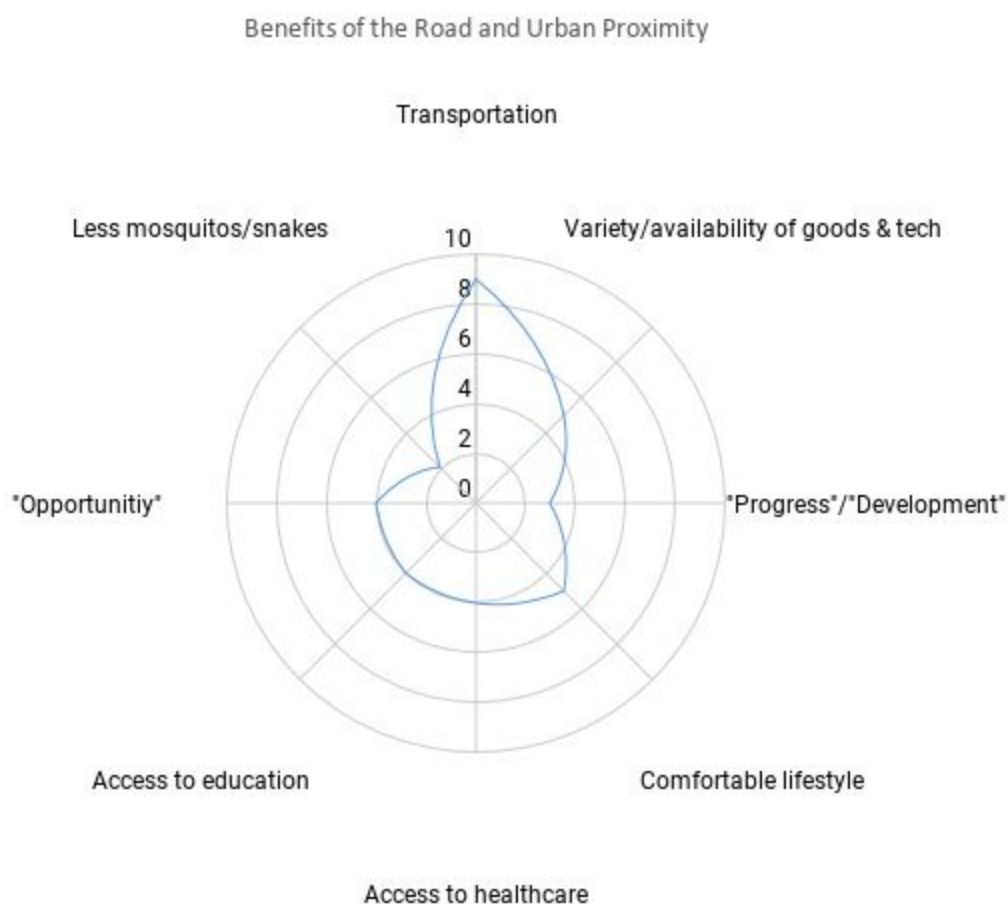 Benefits of the Road and Urban Proximity
Transportation
Less mosquitos/snakes
Variety/availability of goods & tech
10
8
6
4
2
0
"Opportunitiy"
"Progress"/"Development"
Access to education
Comfortable lifestyle
Access to healthcare